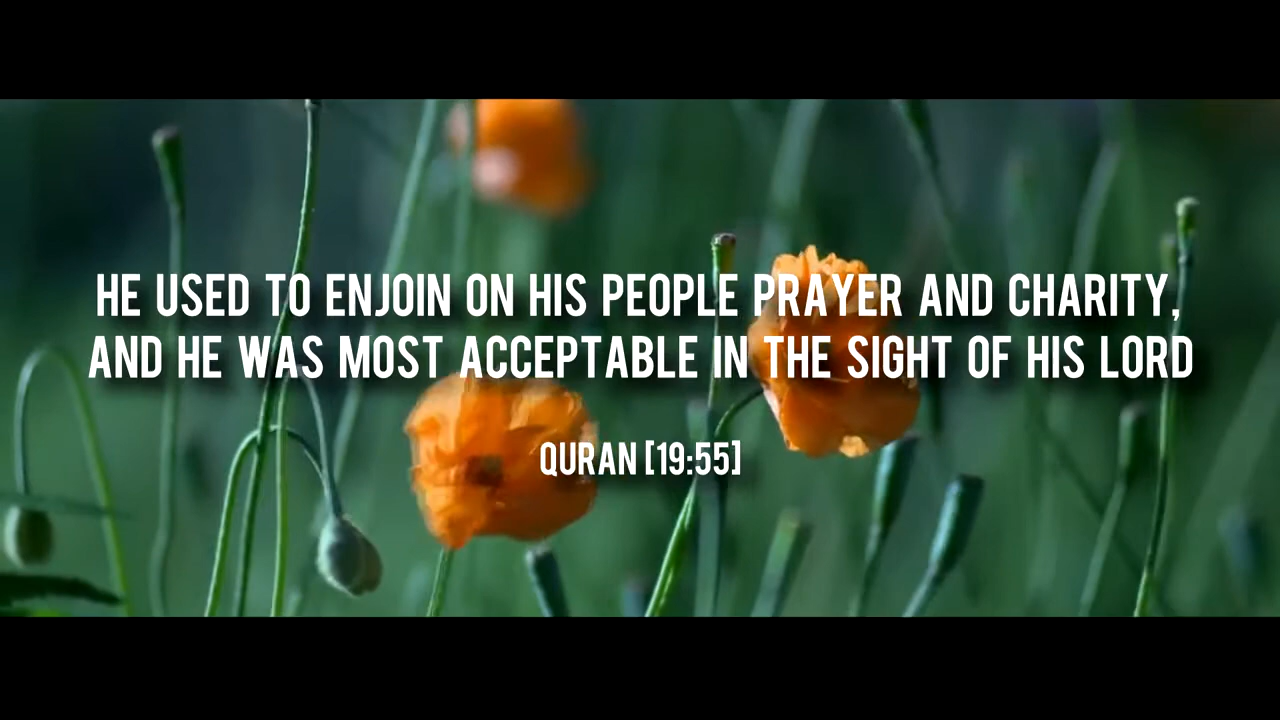 HE USED TO ENJOIN ON HIS PEOPLE PRAYER AND CHARITY,
AND HE WAS MOST ACCEPTABLE IN THE SIGHT OF HIS LORD
QURAN [19:55]